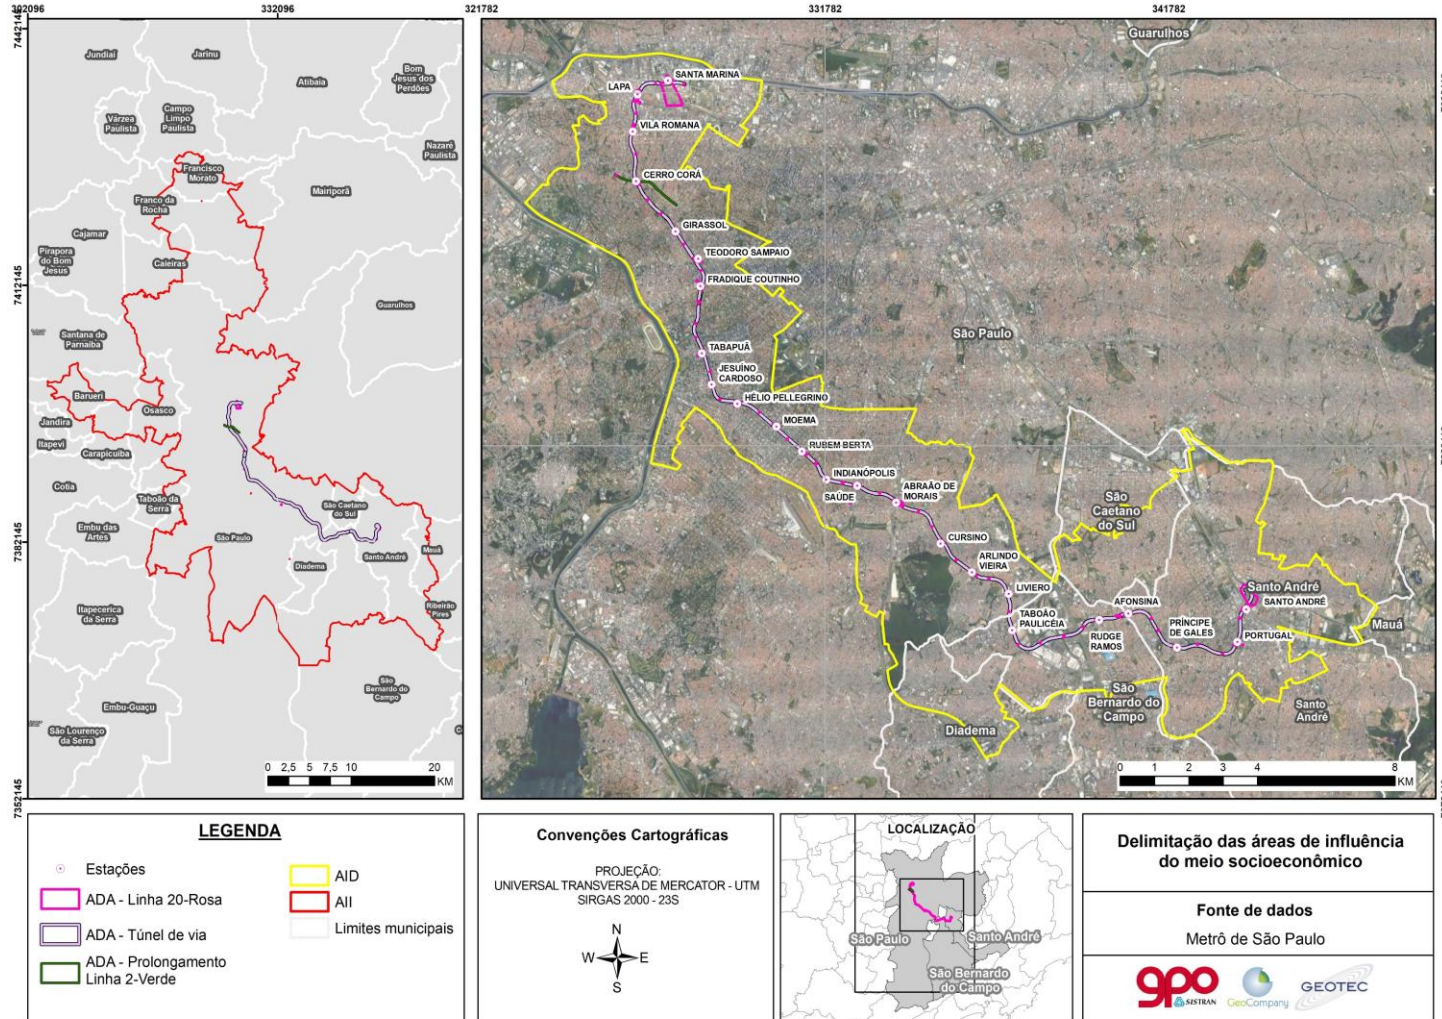 302096
332096
321782
331782
341782
7442145
7412145
7382145
7352145
Jundiaí
Jarinu
Atibaia
Bom
Jesus dos
Perdões
Várzea
Paulista
Campo
Limpo
Paulista
Nazaré
Paulista
Francisco
Morato
Mairiporã
Franco da
Rocha
Cajamar
Pirapora
do Bom
Jesus
Caieiras
Guarulhos
Santana de
Parnaíba
Barueri
Osasco
Jandira
Itapevi
Carapicuíba
Cotia
Taboão da
Serra
Embu das
Artes
São Paulo
São Caetano
do Sul
Santo André
Mauá
Diadema
Itapecerica
da Serra
Ribeirão
Pires
São
Bernardo do
Campo
Embu-Guaçu
São Lourenço
da Serra
0 2,5 5 7,5 10 20
KM
Guarulhos
SANTA MARINA
LAPA
VILA ROMANA
CERRO CORÁ
GIRASSOL
TEODORO SAMPAIO
FRADIQUE COUTINHO
São Paulo
TABAPUÃ
JESUÍNO
CARDOSO
HÉLIO PELLEGRINO
MOEMA
RUBEM BERTA
INDIANÓPOLIS
SAÚDE
ABRAÃO DE
MORAIS
São
Caetano
do Sul
CURSINO
ARLINDO
VIEIRA
LIVIERO
TABOÃO
PAULICÉIA
RUDGE
RAMOS
AFONSINA
PRÍNCIPE
DE GALES
Santo André
SANTO ANDRÉ
PORTUGAL
Mauá
São
Bernardo do
Campo
Santo
André
Diadema
0 1 2 3 4 8
KM
LEGENDA
Estações
ADA - Linha 20-Rosa
ADA - Túnel de via
ADA - Prolongamento
Linha 2-Verde
AID
AII
Limites municipais
Convenções Cartográficas
PROJEÇÃO:
UNIVERSAL TRANSVERSA DE MERCATOR - UTM
SIRGAS 2000 - 23S
N
W E
S
LOCALIZAÇÃO
São Paulo
Santo André
São Bernardo
do Campo
Delimitação das áreas de influência
do meio socioeconômico
Fonte de dados
Metrô de São Paulo
gpo
SISTRAN
GeoCompany
GEOTEC